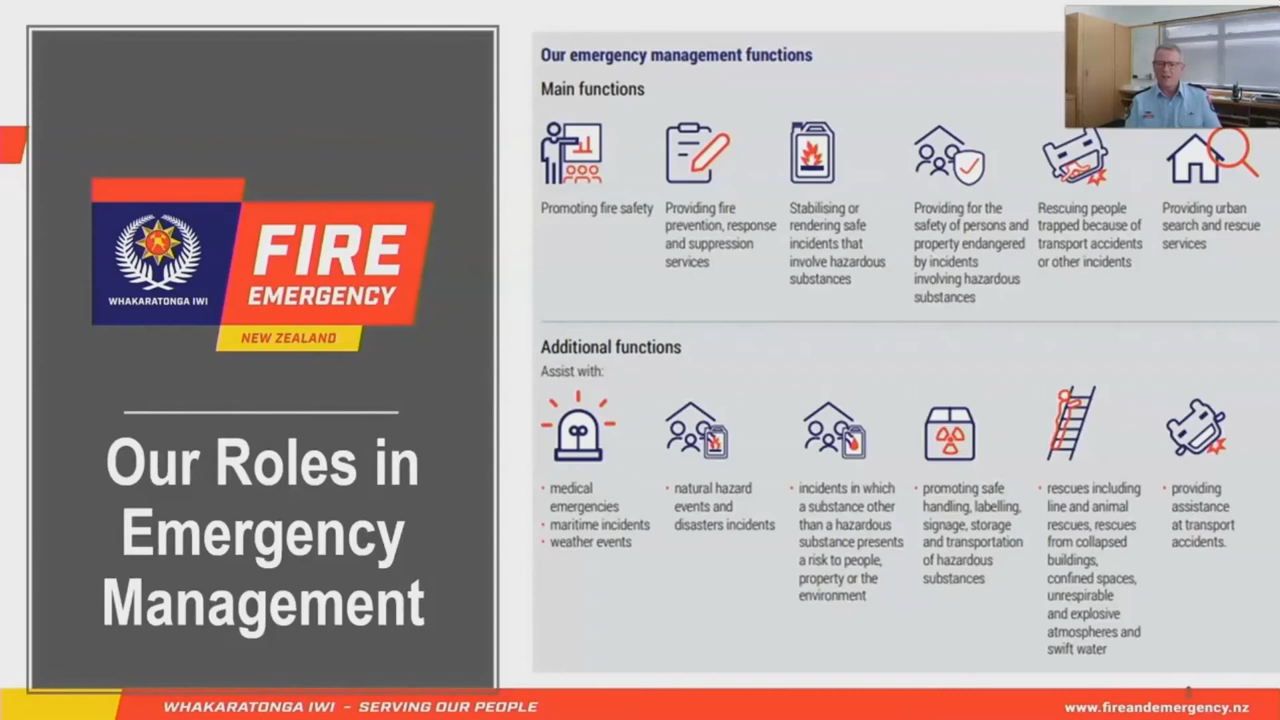 WHAKARATONGA IWI
FIRE
EMERGENCY
NEW ZEALAND
Our Roles in
Emergency
Management
Our emergency management functions
Main functions
Promoting fire safety
Providing fire
prevention, response
and suppression
services
Stabilising or
rendering safe
incidents that
involve hazardous
substances
Providing for the
safety of persons and
property endangered
by incidents
involving hazardous
substances
Rescuing people
trapped because of
transport accidents
or other incidents
Providing urban
search and rescue
services
Additional functions
Assist with:
• medical
emergencies
• maritime incidents
• weather events
• natural hazard
events and
disasters incidents
• incidents in which
a substance other
than a hazardous
substance presents
a risk to people,
property or the
environment
• promoting safe
handling, labelling,
signage, storage
and transportation
of hazardous
substances
• rescues including
line and animal
rescues, rescues
from collapsed
buildings,
confined spaces,
unrespirable
and explosive
atmospheres and
swift water
• providing
assistance
at transport
accidents.
WHAKARATONGA IWI – SERVING OUR PEOPLE
www.fireandemergency.nz